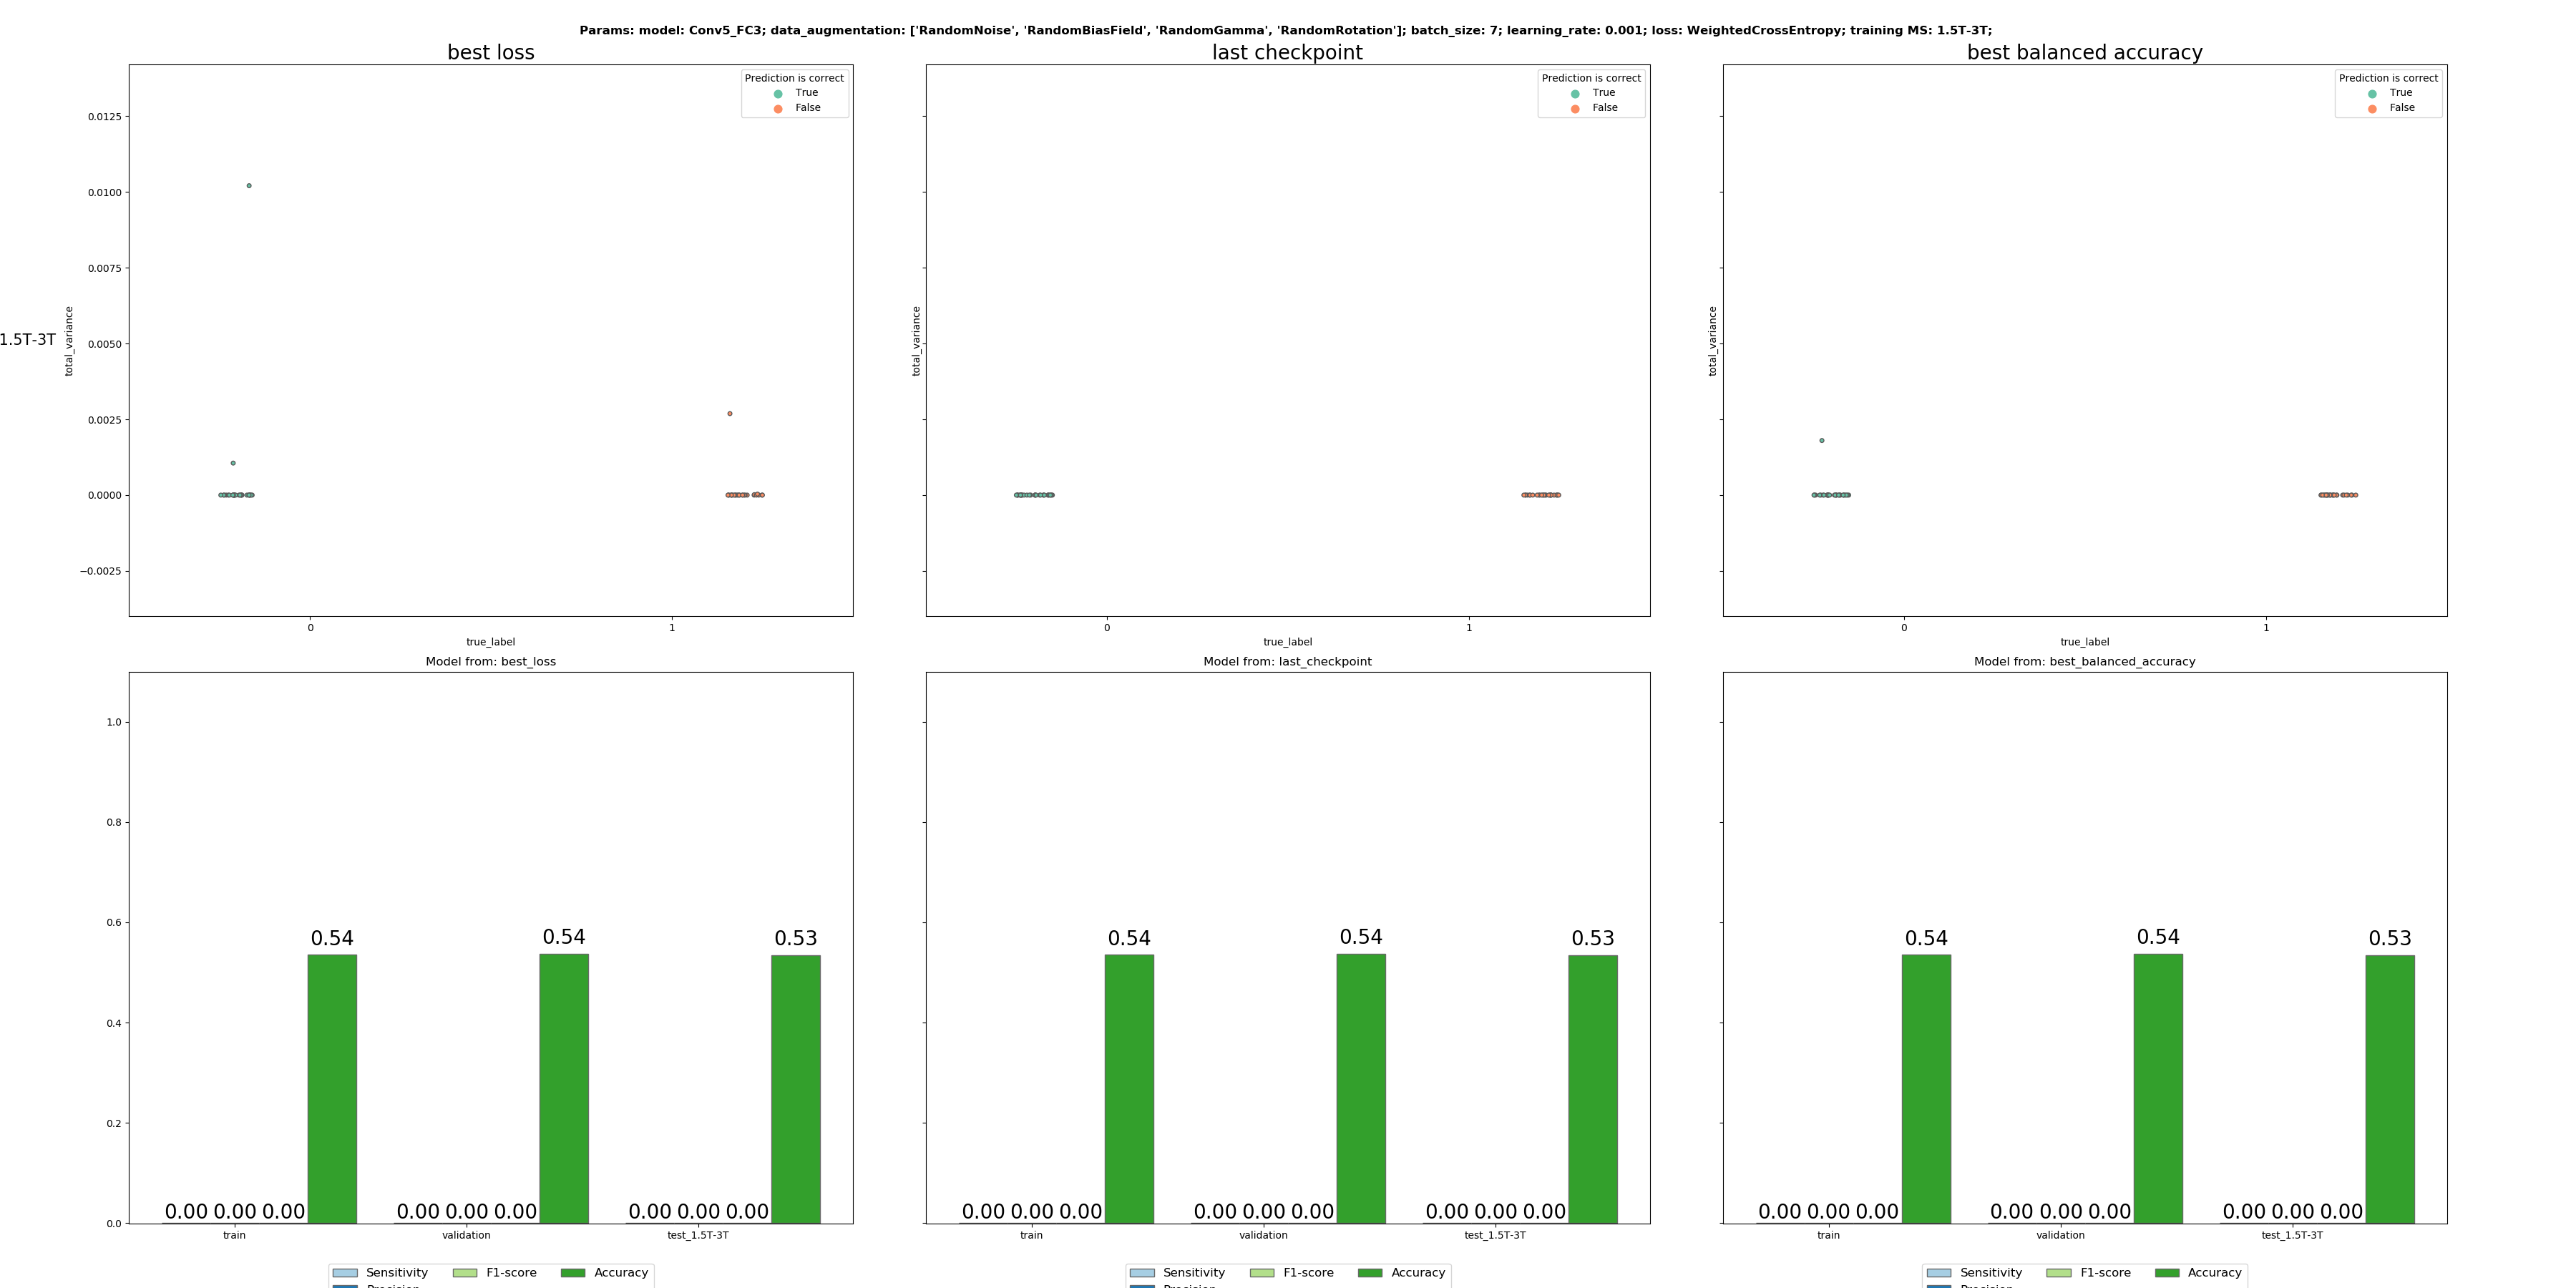 Params: model: Conv5_FC3; data_augmentation: ['RandomNoise', 'RandomBiasField', 'RandomGamma', 'RandomRotation']; batch_size: 7; learning_rate: 0.001; loss: WeightedCrossEntropy; training MS: 1.5T-3T;
best loss
last checkpoint
best balanced accuracy
Prediction is correct
True
False
Prediction is correct
True
False
Prediction is correct
True
False
0.0125
0.0100
0.0075
0.0050
0.0025
0.0000
−0.0025
1.5T-3T
total_variance
total_variance
total_variance
0 1
0 1
0 1
true_label
true_label
true_label
Model from: best_loss
Model from: last_checkpoint
Model from: best_balanced_accuracy
1.0
0.8
0.6
0.4
0.2
0.0
0.54 0.54 0.53
0.54 0.54 0.53
0.54 0.54 0.53
0.00 0.00 0.00 0.00 0.00 0.00 0.00 0.00 0.00
0.00 0.00 0.00 0.00 0.00 0.00 0.00 0.00 0.00
0.00 0.00 0.00 0.00 0.00 0.00 0.00 0.00 0.00
train validation test_1.5T-3T
train validation test_1.5T-3T
train validation test_1.5T-3T
Sensitivity F1-score Accuracy
Precision
Sensitivity F1-score Accuracy
Precision
Sensitivity F1-score Accuracy
Precision